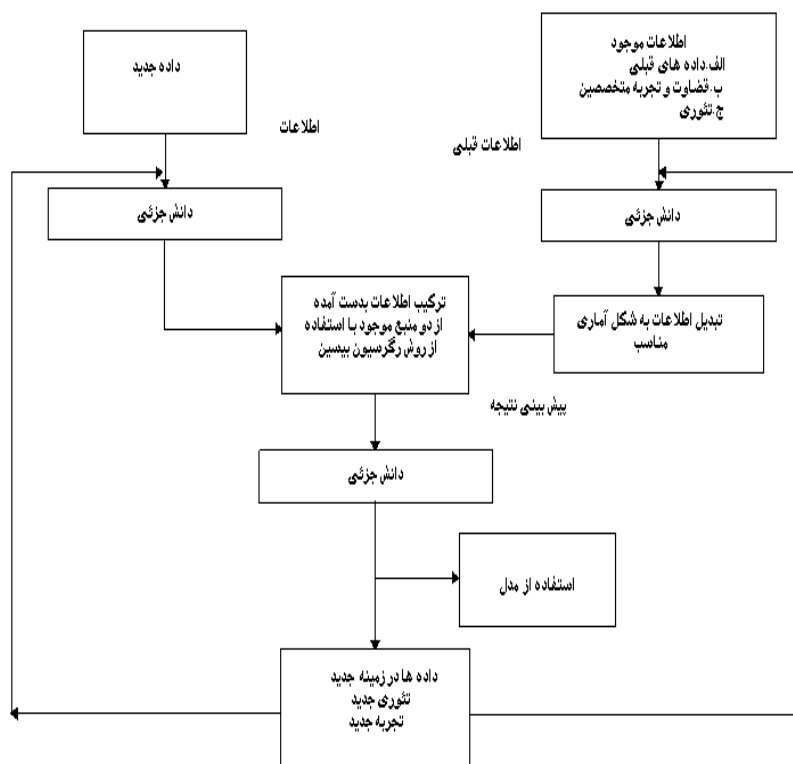 اطلاعات موجود
الف.داده های قبلی
ب.قضاوت و تجربه متخصصین
ج.تئوری
داده جدید
اطلاعات
اطلاعات قبلی
دانش جزئی
دانش جزئی
ترکیب اطلاعات بدست آمده
از دو منبع موجود با استفاده
از روش رگرسیون بیسین
تبدیل اطلاعات به شکل آماری
مناسب
پیش بینی نتیجه
دانش جزئی
استفاده از مدل
داده ها در زمینه جدید
تئوری جدید
تجربه جدید